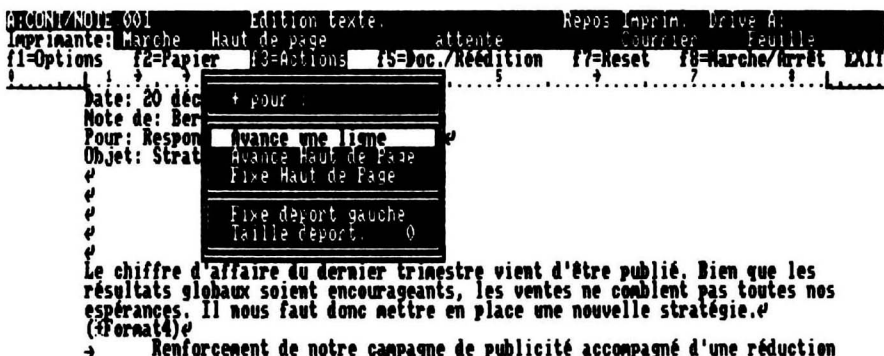 A:CONT/NOTE.001 Edition texte. Repos Imprim. Drive A:
Imprimante: Marche Haut de page attente Courrier Feuille
f1=Options f2=Papier f3=Actions f5=Doc./Réédition f7=Reset f8=Marche/Arrêt EXIT
1 5 7
Date: 20 déc
+ pour :
Note de: Ber
Pour: Respon Avance une ligne
Objet: Strat Avance Haut de Page
Fixe Haut de Page
Fixe déport gauche
Taille déport. 0
Le chiffre d'affaire du dernier trimestre vient d'être publié. Bien que les
résultats globaux soient encourageants, les ventes ne comblent pas toutes nos
espérances. Il nous faut donc mettre en place une nouvelle stratégie.
(+Format4)
Renforcement de notre campagne de publicité accompagné d'une réduction